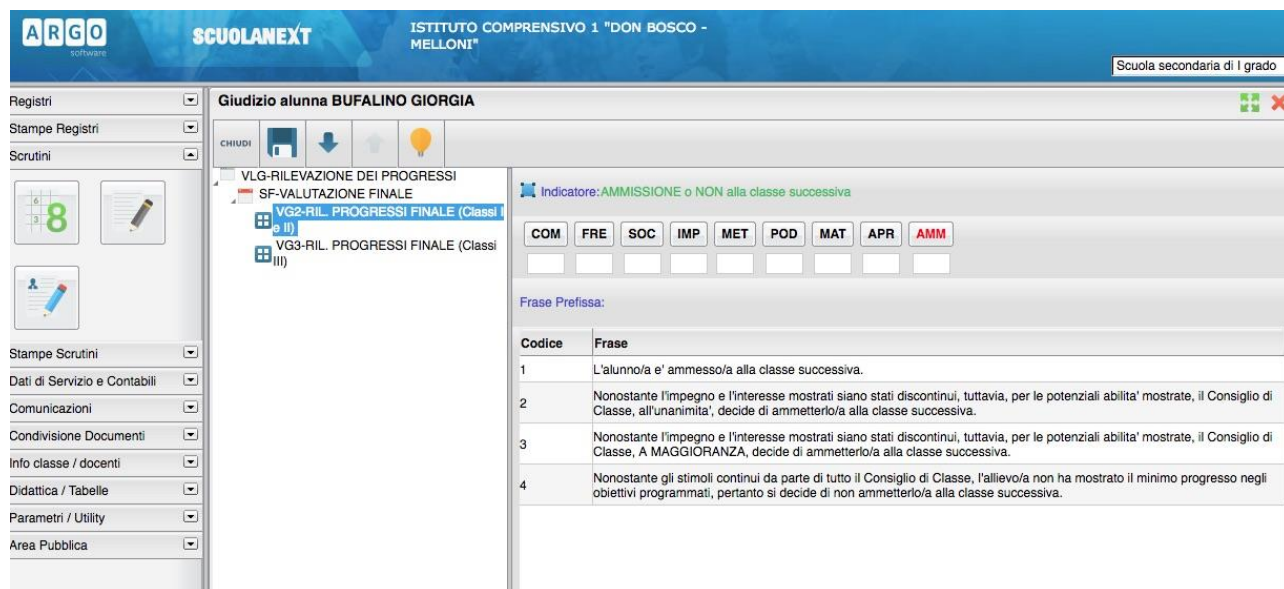 ARGO
software
SCUOLANEXT
ISTITUTO COMPRENSIVO 1 "DON BOSCO -
MELLONI"
Scuola secondaria di I grado
Registri
Stampe Registri
Scrutini
6
3
8
Stampe Scrutini
Dati di Servizio e Contabili
Comunicazioni
Condivisione Documenti
Info classe / docenti
Didattica / Tabelle
Parametri / Utility
Area Pubblica
Giudizio alunna BUFALINO GIORGIA
CHIUDI
VLG-RILEVAZIONE DEI PROGRESSI
SF-VALUTAZIONE FINALE
VG2-RIL. PROGRESSI FINALE (Classi I
e II)
VG3-RIL. PROGRESSI FINALE (Classi
III)
Indicatore:AMMISSIONE o NON alla classe successiva
COM FRE SOC IMP MET POD MAT APR AMM
Frase Prefissa:
Codice Frase
1 L'alunno/a e' ammesso/a alla classe successiva.
2 Nonostante l'impegno e l'interesse mostrati siano stati discontinui, tuttavia, per le potenziali abilita' mostrate, il Consiglio di
Classe, all'unanimita', decide di ammetterlo/a alla classe successiva.
3 Nonostante l'impegno e l'interesse mostrati siano stati discontinui, tuttavia, per le potenziali abilita' mostrate, il Consiglio di
Classe, A MAGGIORANZA, decide di ammetterlo/a alla classe successiva.
4 Nonostante gli stimoli continui da parte di tutto il Consiglio di Classe, l'allievo/a non ha mostrato il minimo progresso negli
obiettivi programmati, pertanto si decide di non ammetterlo/a alla classe successiva.